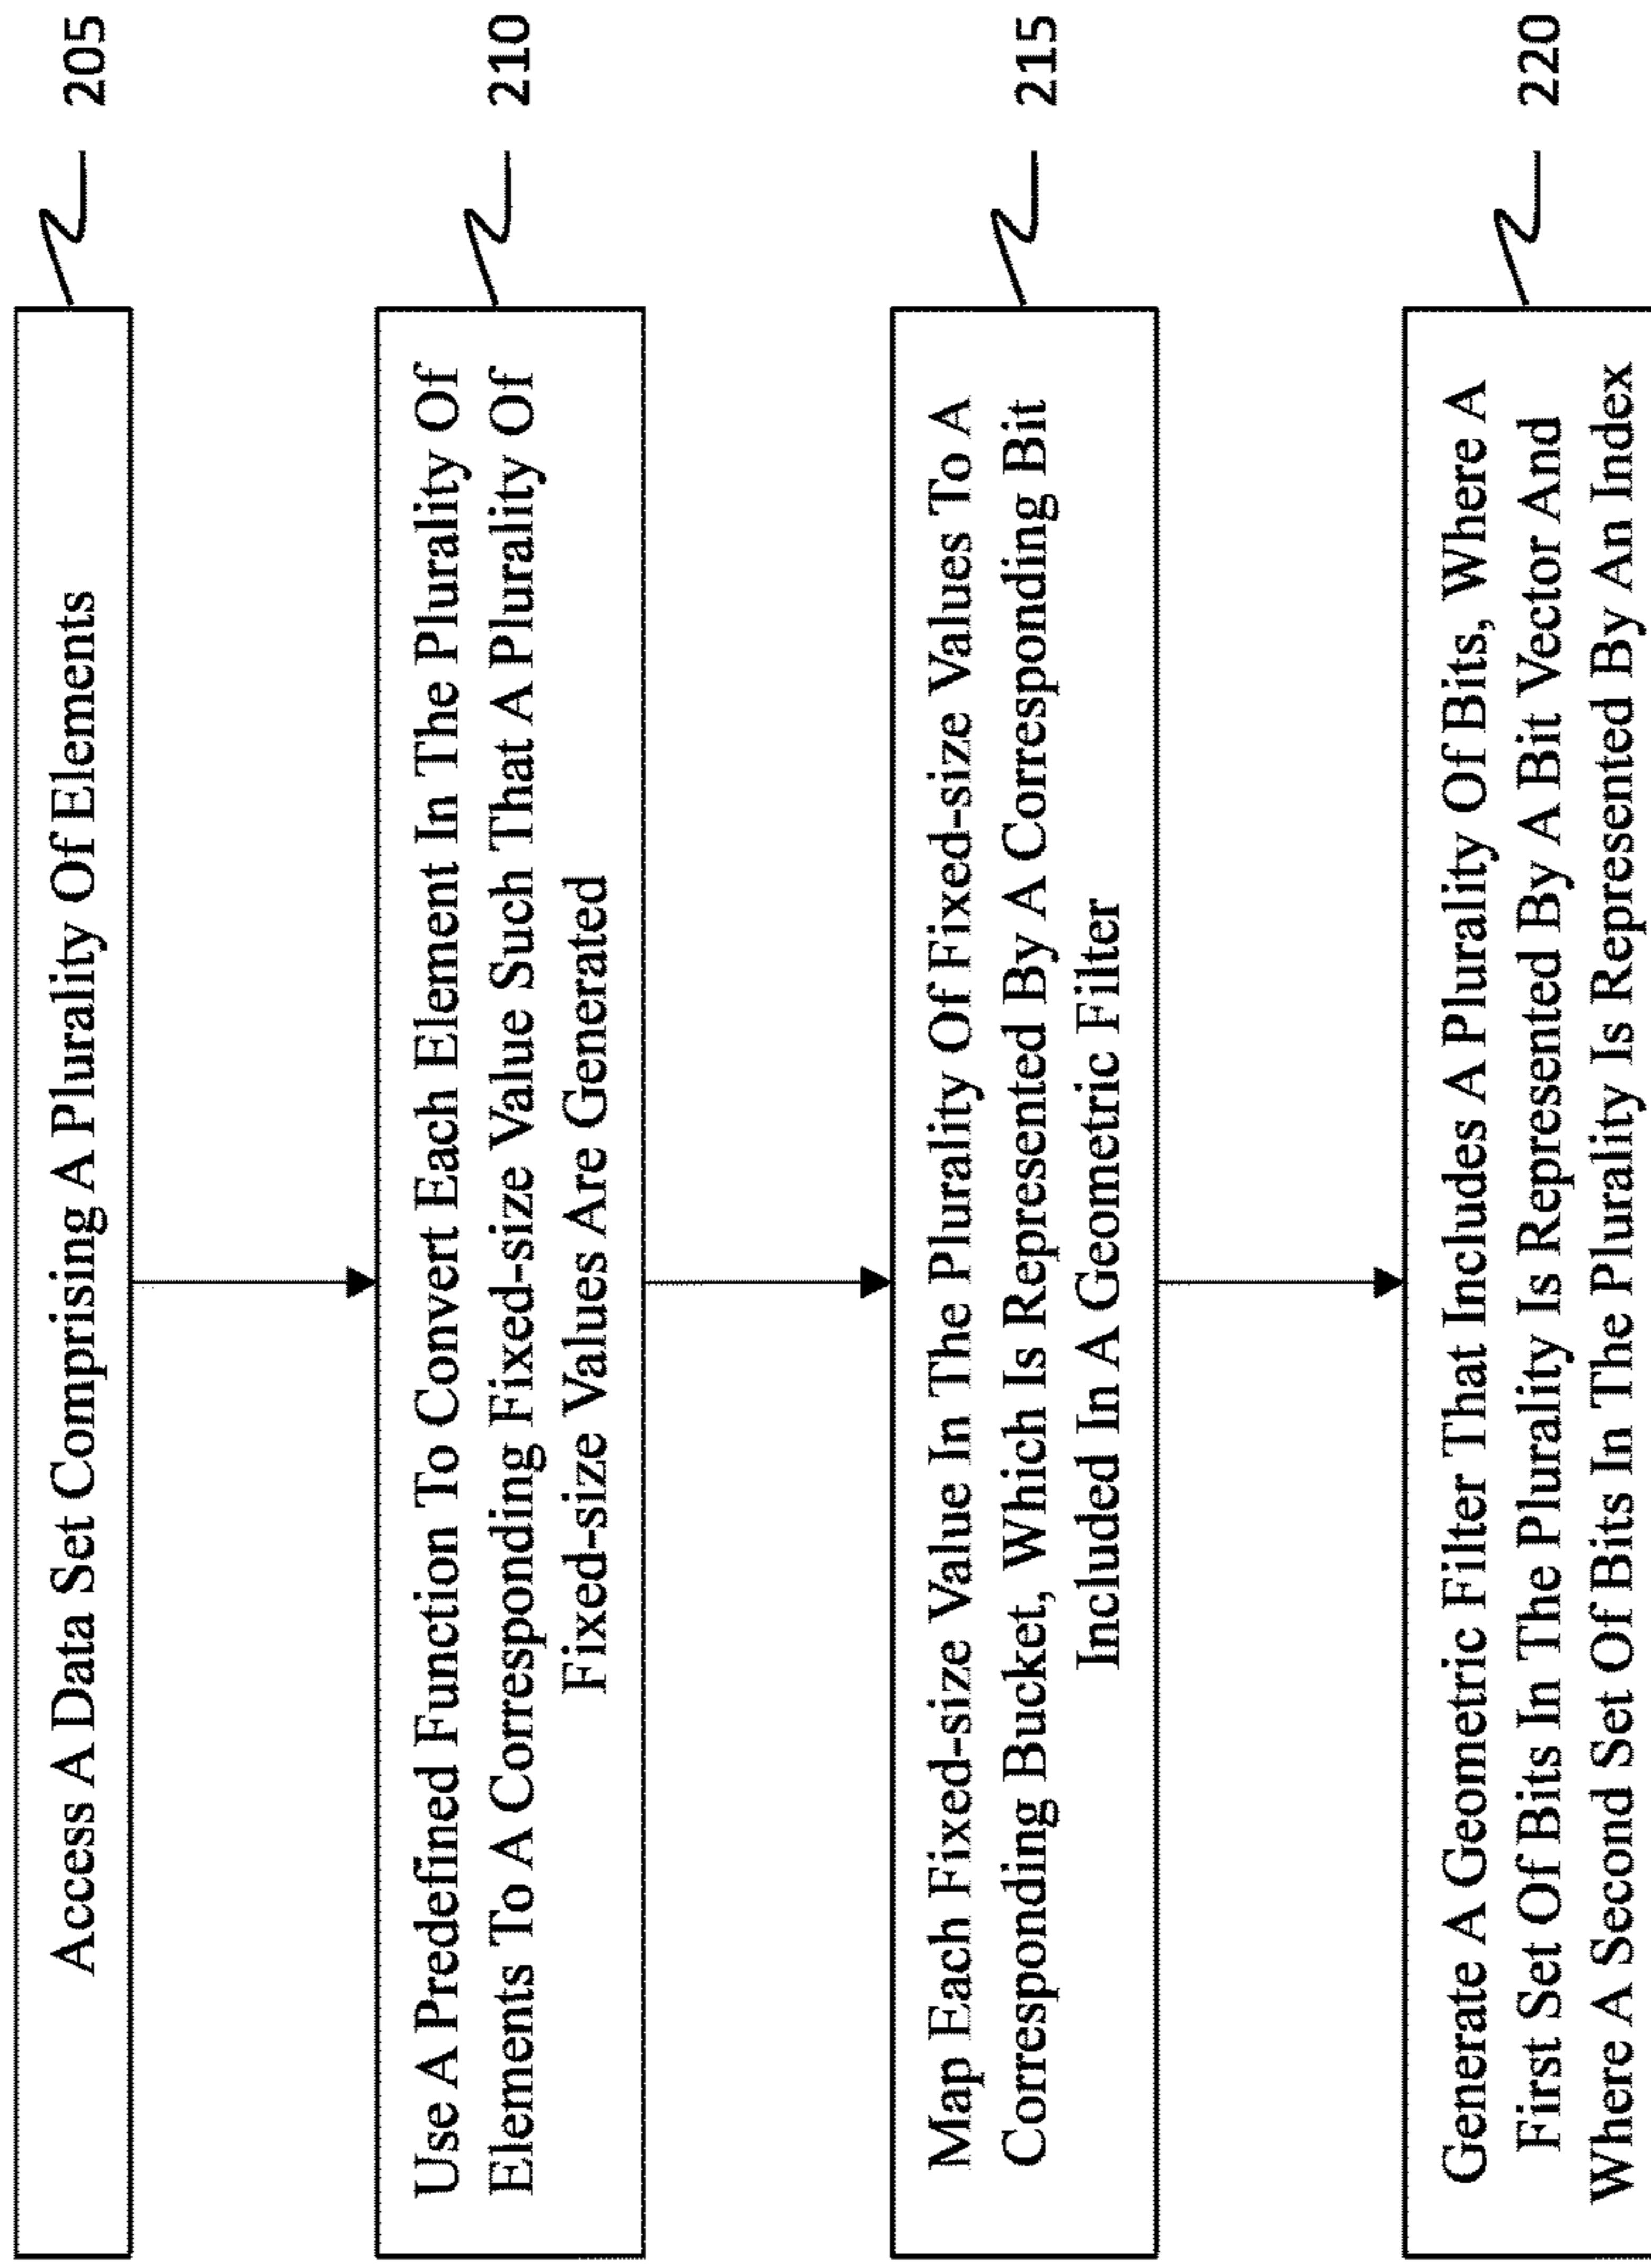 Access A Data Set Comprising A Plurality Of Elements
205
Use A Predefined Function To Convert Each Element In The Plurality Of
Elements To A Corresponding Fixed-size Value Such That A Plurality Of
Fixed-size Values Are Generated
210
Map Each Fixed-size Value In The Plurality Of Fixed-size Values To A
Corresponding Bucket, Which Is Represented By A Corresponding Bit
Included In A Geometric Filter
215
Generate A Geometric Filter That Includes A Plurality Of Bits, Where A
First Set Of Bits In The Plurality Is Represented By A Bit Vector And
Where A Second Set Of Bits In The Plurality Is Represented By An Index
220